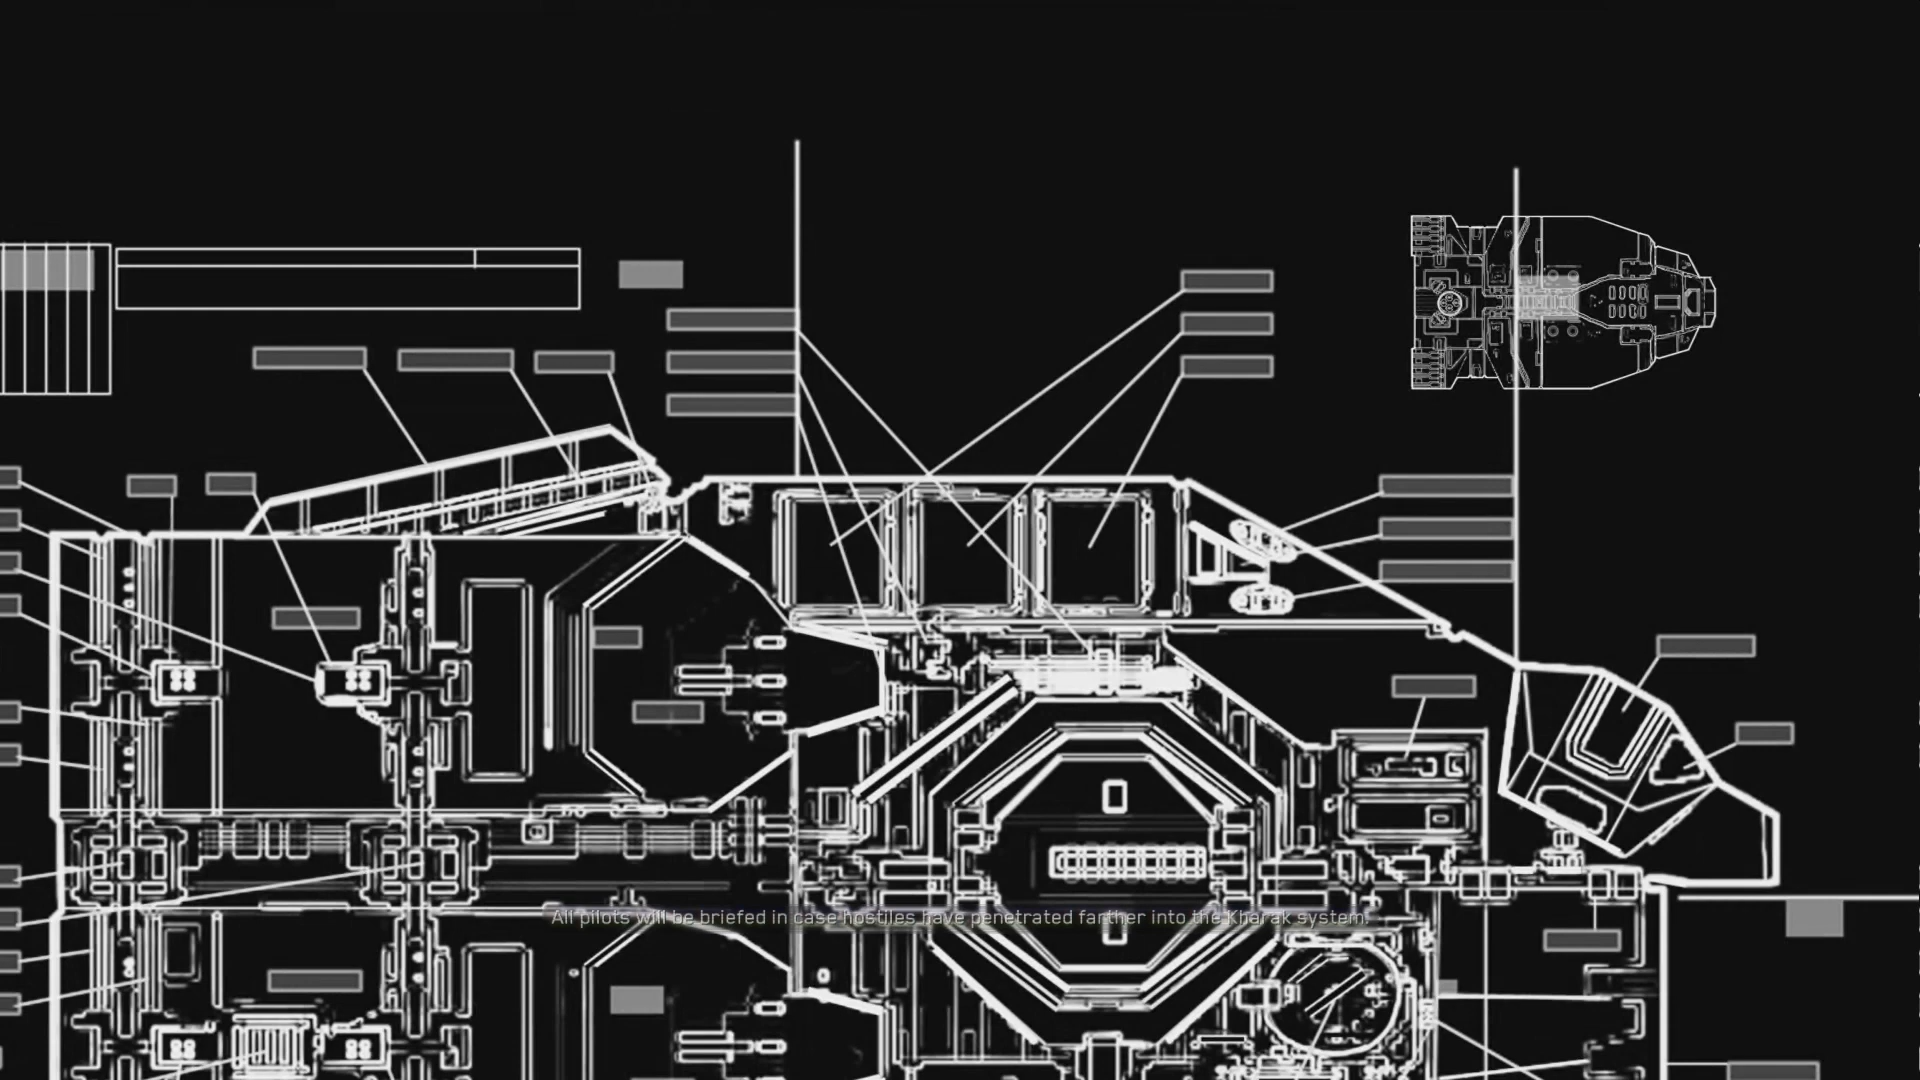 All pilots will be briefed in case hostiles have penetrated farther into the Kharak system.